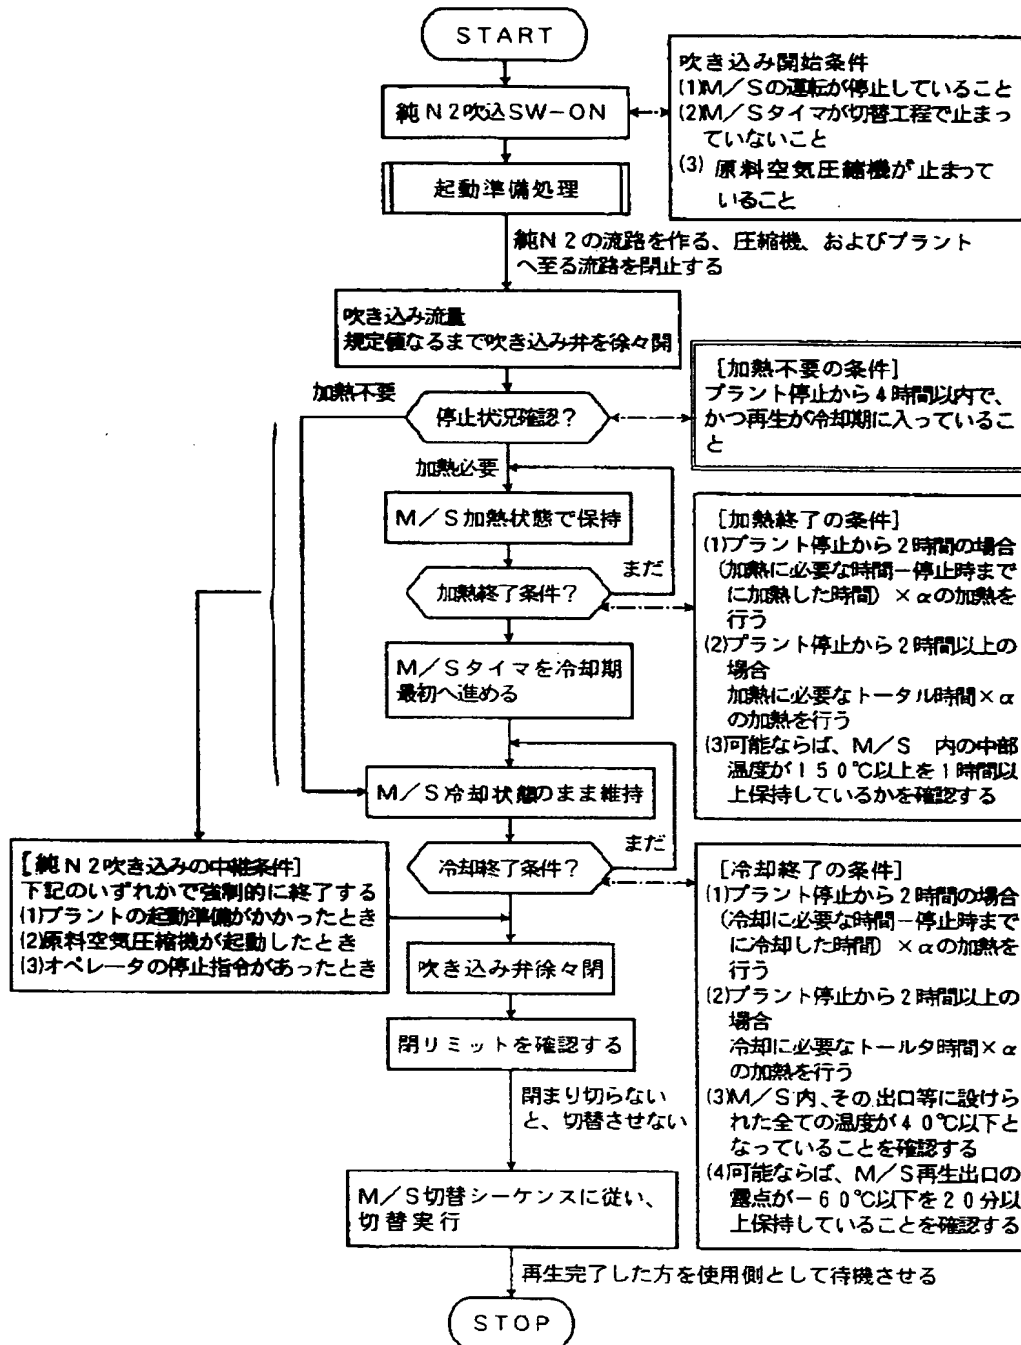 START
純N2吹込SW-ON
吹き込み開始条件
(1)M/Sの運転が停止していること
(2)M/Sタイマが切替工程で止まっ
ていないこと
(3) 原料空気圧縮機が止まって
いること
起動準備処理
純N2の流路を作る、圧縮機、およびプラント
へ至る流路を閉止する
吹き込み流量
規定値なるまで吹き込み弁を徐々開
加熱不要
停止状況確認?
[加熱不要の条件]
プラント停止から4時間以内で、
かつ再生が冷却期に入っているこ
と
加熱必要
M/S加熱状態で保持
まだ
加熱終了条件?
[加熱終了の条件]
(1)プラント停止から2時間の場合
(加熱に必要な時間-停止時まで
に加熱した時間)×αの加熱を
行う
(2)プラント停止から2時間以上の
場合
加熱に必要なトータル時間×α
の加熱を行う
(3)可能ならば、M/S 内の中部
温度が150℃以上を1時間以
上保持しているかを確認する
M/Sタイマを冷却期
最初へ進める
M/S冷却状態のまま維持
まだ
冷却終了条件?
[純N2吹き込みの中継条件]
下記のいずれかで強制的に終了する
(1)プラントの起動準備がかかったとき
(2)原料空気圧縮機が起動したとき
(3)オペレータの停止指令があったとき
[冷却終了の条件]
(1)プラント停止から2時間の場合
(冷却に必要な時間-停止時まで
に冷却した時間)×αの加熱を
行う
(2)プラント停止から2時間以上の
場合
冷却に必要なトールタ時間×α
の加熱を行う
(3)M/S内、その出口等に設けら
れた全ての温度が40℃以下と
なっていることを確認する
(4)可能ならば、M/S再生出口の
露点が-60℃以下を20分以
上保持していることを確認する
吹き込み弁徐々閉
閉リミットを確認する
閉まり切らない
と、切替させない
M/S切替シーケンスに従い、
切替実行
再生完了した方を使用側として待機させる
STOP